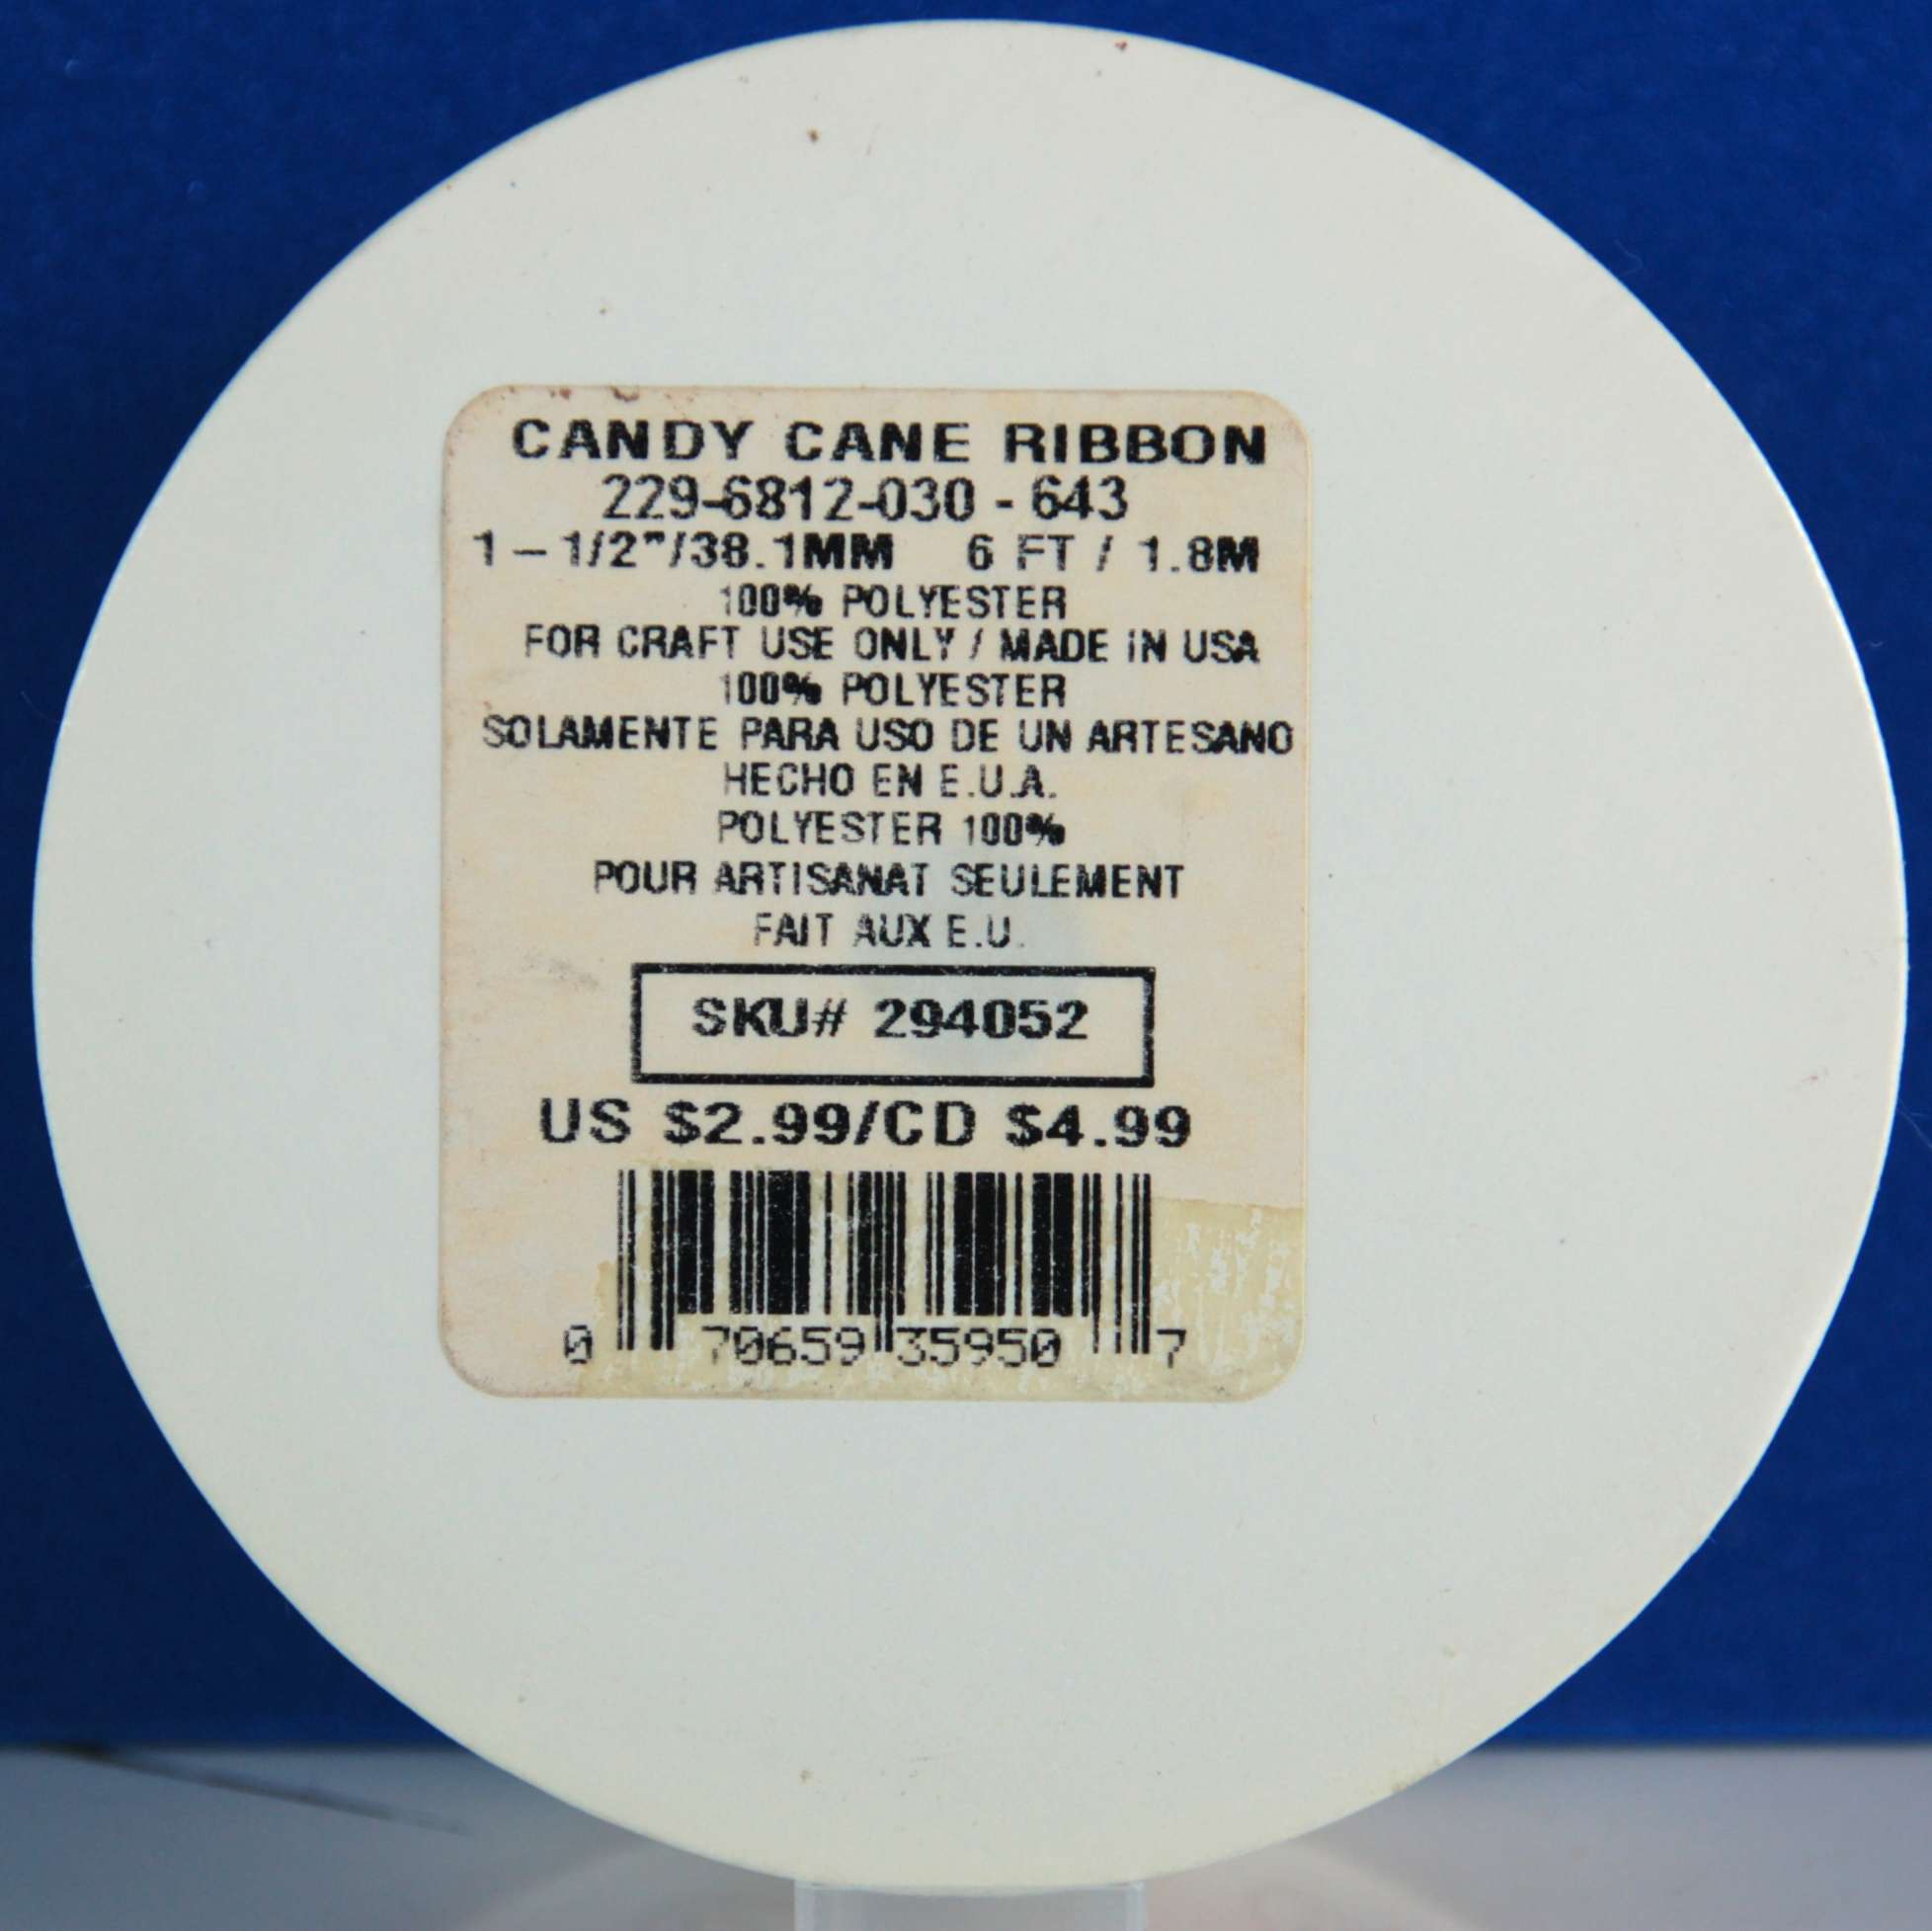 CANDY CANE RIBBON
229-6812-030 - 643
1 - 1/2"/38.1MM 6 FT / 1.8M
100% POLYESTER
FOR CRAFT USE ONLY / MADE IN USA
100% POLYESTER
SOLAMENTE PARA USO DE UN ARTESANO
HECHO EN E.U.A.
POLYESTER 100%
POUR ARTISANAT SEULEMENT
FAIT AUX E.U.
SKU# 294052
US $2.99/CD $4.99
0 70659 35950 7